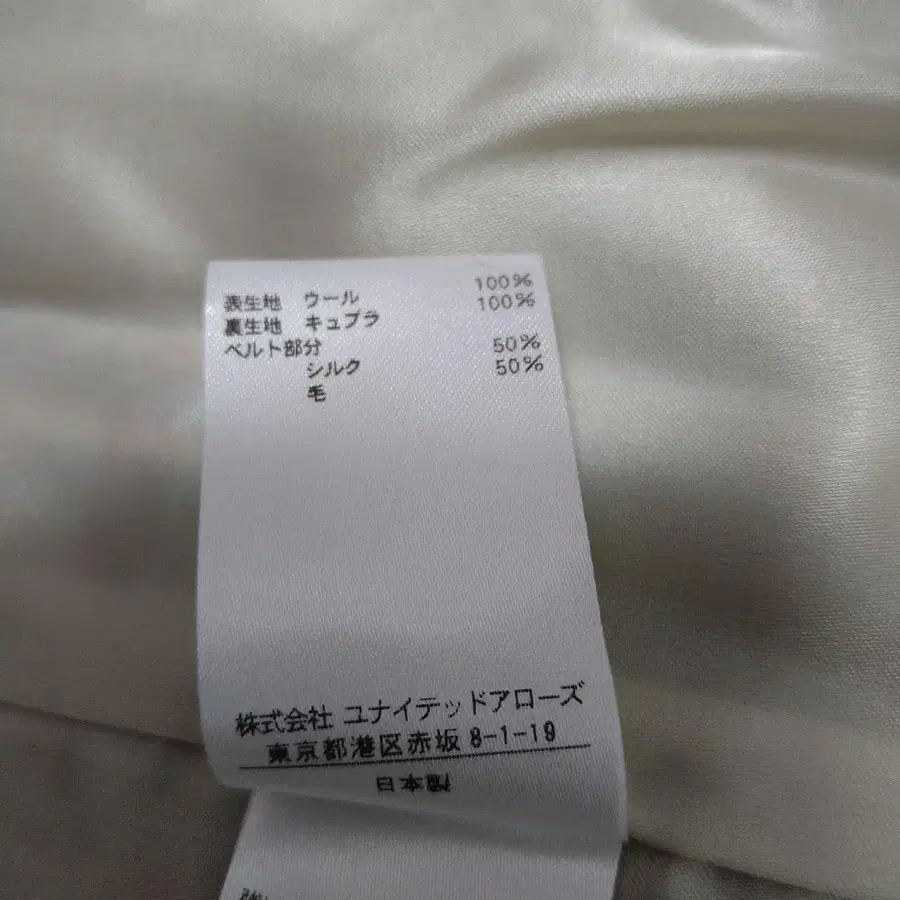 表生地 ウール 100%
裏生地 キュプラ 100%
ベルト部分
シルク 50%
毛 50%
株式会社 ユナイテッドアローズ
東京都港区赤坂 8-1-19
日本製